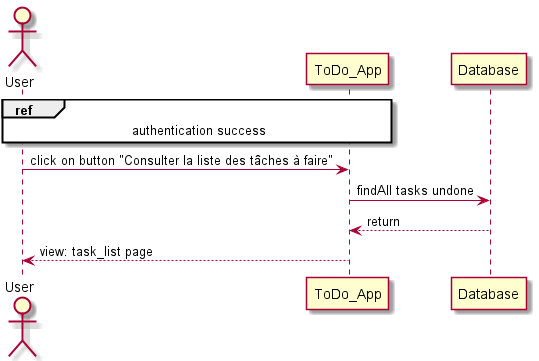 User
ToDo_App
Database
ref
authentication success
click on button "Consulter la liste des tâches à faire"
findAll tasks undone
return
view: task_list page
User
ToDo_App
Database